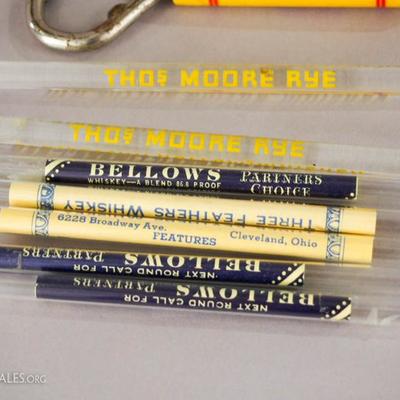 THOS MOORE RYE
THOS MOORE RYE
BELLOWS PARTNERS
WHISKEY—A BLEND 86.8 PROOF CHOICE
THREE FEATHERS WHISKEY
6228 Broadway Ave. Cleveland, Ohio
FEATURES
NEXT ROUND CALL FOR
BELLOWS
PARTNERS
NEXT ROUND CALL FOR
BELLOWS
PARTNERS
ALES.ORG